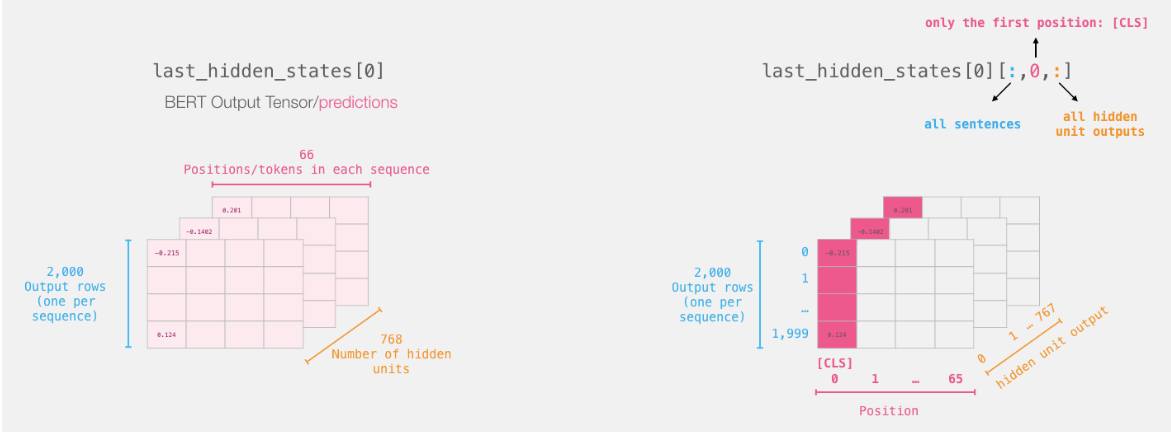 last_hidden_states[0]
BERT Output Tensor/predictions
66
Positions/tokens in each sequence
0.201
-0.1402
-0.215
0.124
2,000
Output rows
(one per
sequence)
768
Number of hidden
units
only the first position: [CLS]
last_hidden_states[0][:,0,:]
all sentences
all hidden
unit outputs
0.201
-0.1402
-0.215
0.124
2,000
Output rows
(one per
sequence)
0
1
…
1,999
[CLS]
0 1 … 65
Position
0 1 … 767
hidden unit output